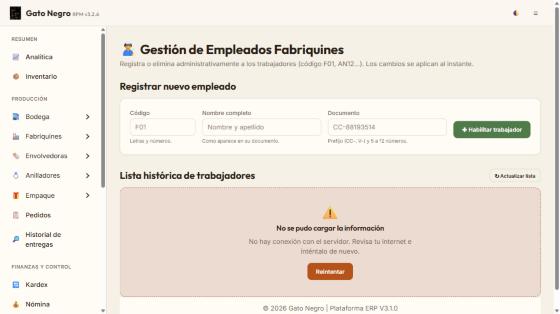 Gato Negro RPM v3.2.6
RESUMEN
Analítica
Inventario
PRODUCCIÓN
Bodega
Fabriquines
Envolvedoras
Anilladores
Empaque
Pedidos
Historial de
entregas
FINANZAS Y CONTROL
Kardex
Nómina
Gestión de Empleados Fabriquines
Registra o elimina administrativamente a los trabajadores (código F01, AN12...). Los cambios se aplican al instante.
Registrar nuevo empleado
Código
F01
Letras y números.
Nombre completo
Nombre y apellido
Como aparece en su documento.
Documento
CC-88193514
Prefijo (CC-, V-) y 5 a 12 números.
Habilitar trabajador
Lista histórica de trabajadores
Actualizar lista
No se pudo cargar la información
No hay conexión con el servidor. Revisa tu internet e
inténtalo de nuevo.
Reintentar
© 2026 Gato Negro | Plataforma ERP V3.1.0